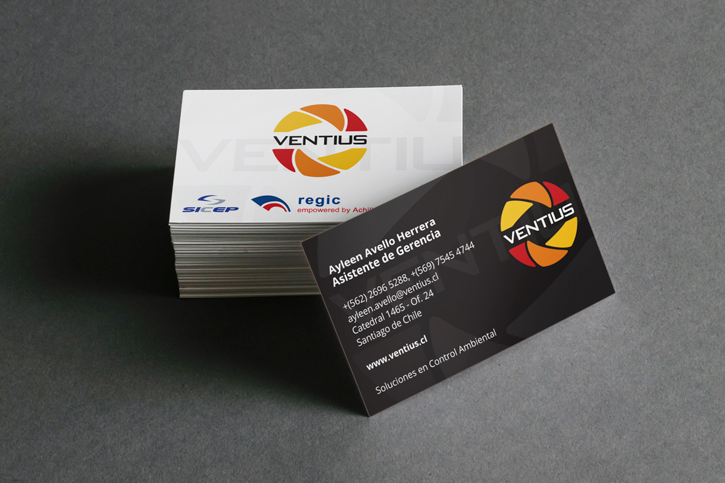 VENTIUS
SICEP
regic
empowered by Achill
VENTIUS
Ayleen Avello Herrera
Asistente de Gerencia
+(562) 2696 5288, +(569) 7545 4744
ayleen.avello@ventius.cl
Catedral 1465 - Of. 24
Santiago de Chile
www.ventius.cl
Soluciones en Control Ambiental
VENTIUS